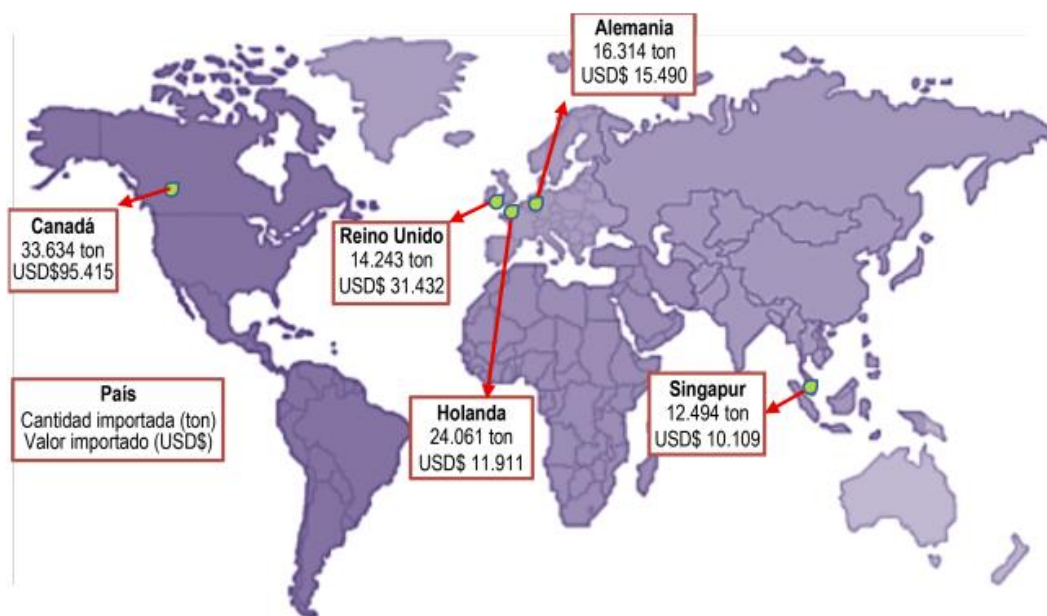 Alemania
16.314 ton
USD$ 15.490
Canadá
33.634 ton
USD$95.415
Reino Unido
14.243 ton
USD$ 31.432
País
Cantidad importada (ton)
Valor importado (USD$)
Holanda
24.061 ton
USD$ 11.911
Singapur
12.494 ton
USD$ 10.109